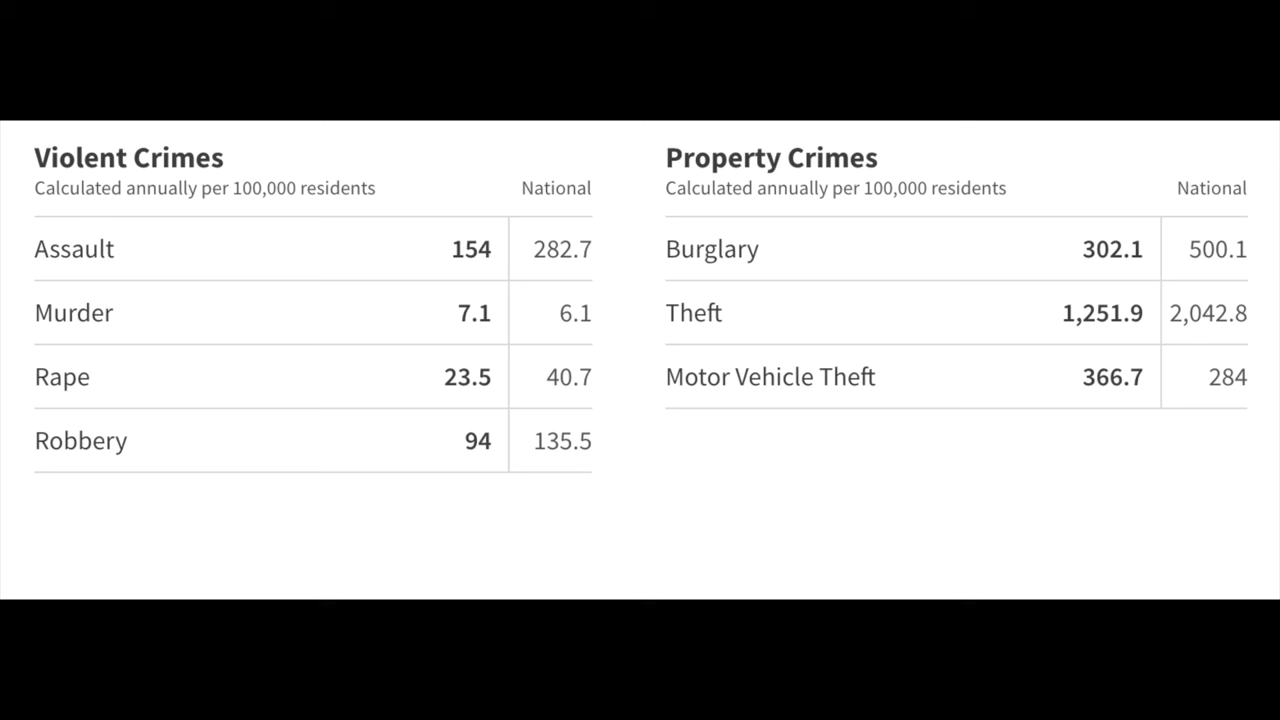 Violent Crimes
Calculated annually per 100,000 residents National
Assault 154 282.7
Murder 7.1 6.1
Rape 23.5 40.7
Robbery 94 135.5
Property Crimes
Calculated annually per 100,000 residents National
Burglary 302.1 500.1
Theft 1,251.9 2,042.8
Motor Vehicle Theft 366.7 284